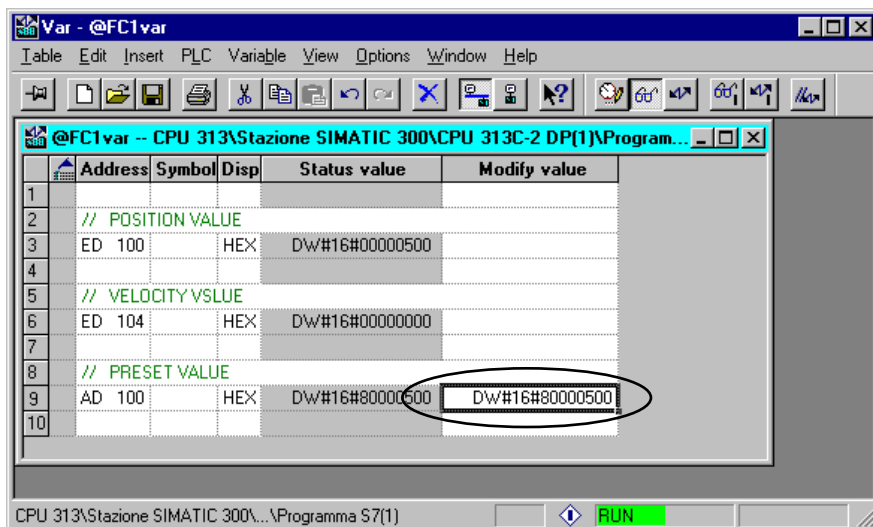 Var - @FC1var
Table Edit Insert PLC Variable View Options Window Help
@FC1var -- CPU 313\Stazione SIMATIC 300\CPU 313C-2 DP(1)\Program...
Address Symbol Disp Status value Modify value
1
2 // POSITION VALUE
3 ED 100 HEX DW#16#00000500
4
5 // VELOCITY VSLUE
6 ED 104 HEX DW#16#00000000
7
8 // PRESET VALUE
9 AD 100 HEX DW#16#80000500 DW#16#80000500
10
CPU 313\Stazione SIMATIC 300\...\Programma S7(1) RUN